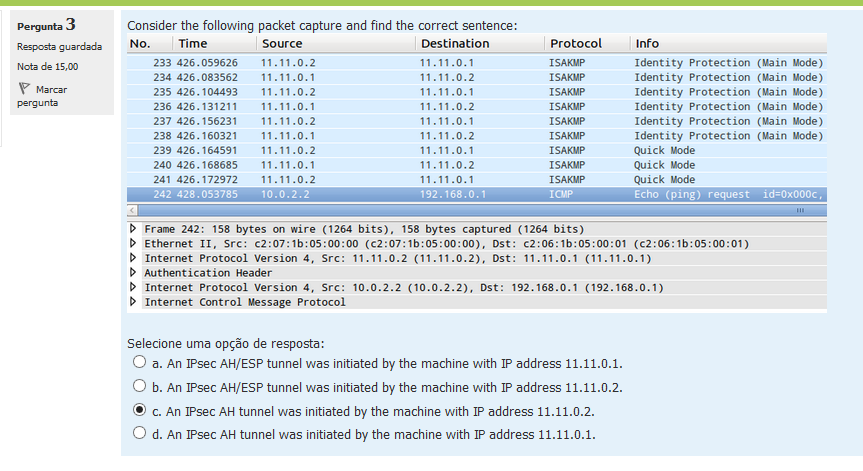 Pergunta 3
Resposta guardada
Nota de 15,00
Marcar
pergunta
Consider the following packet capture and find the correct sentence:
No. Time Source Destination Protocol Info
233 426.059626 11.11.0.2 11.11.0.1 ISAKMP Identity Protection (Main Mode)
234 426.083562 11.11.0.1 11.11.0.2 ISAKMP Identity Protection (Main Mode)
235 426.104493 11.11.0.2 11.11.0.1 ISAKMP Identity Protection (Main Mode)
236 426.131211 11.11.0.1 11.11.0.2 ISAKMP Identity Protection (Main Mode)
237 426.156231 11.11.0.2 11.11.0.1 ISAKMP Identity Protection (Main Mode)
238 426.160321 11.11.0.1 11.11.0.2 ISAKMP Identity Protection (Main Mode)
239 426.164591 11.11.0.2 11.11.0.1 ISAKMP Quick Mode
240 426.168685 11.11.0.1 11.11.0.2 ISAKMP Quick Mode
241 426.172972 11.11.0.2 11.11.0.1 ISAKMP Quick Mode
242 428.053785 10.0.2.2 192.168.0.1 ICMP Echo (ping) request id=0x000c,
Frame 242: 158 bytes on wire (1264 bits), 158 bytes captured (1264 bits)
Ethernet II, Src: c2:07:1b:05:00:00 (c2:07:1b:05:00:00), Dst: c2:06:1b:05:00:01 (c2:06:1b:05:00:01)
Internet Protocol Version 4, Src: 11.11.0.2 (11.11.0.2), Dst: 11.11.0.1 (11.11.0.1)
Authentication Header
Internet Protocol Version 4, Src: 10.0.2.2 (10.0.2.2), Dst: 192.168.0.1 (192.168.0.1)
Internet Control Message Protocol
Selecione uma opção de resposta:
a. An IPsec AH/ESP tunnel was initiated by the machine with IP address 11.11.0.1.
b. An IPsec AH/ESP tunnel was initiated by the machine with IP address 11.11.0.2.
c. An IPsec AH tunnel was initiated by the machine with IP address 11.11.0.2.
d. An IPsec AH tunnel was initiated by the machine with IP address 11.11.0.1.